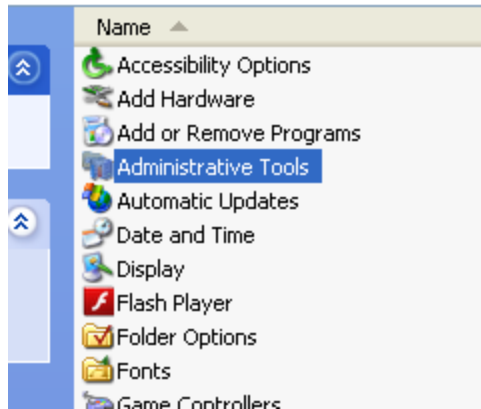 Name
Accessibility Options
Add Hardware
Add or Remove Programs
Administrative Tools
Automatic Updates
Date and Time
Display
Flash Player
Folder Options
Fonts
Game Controllers